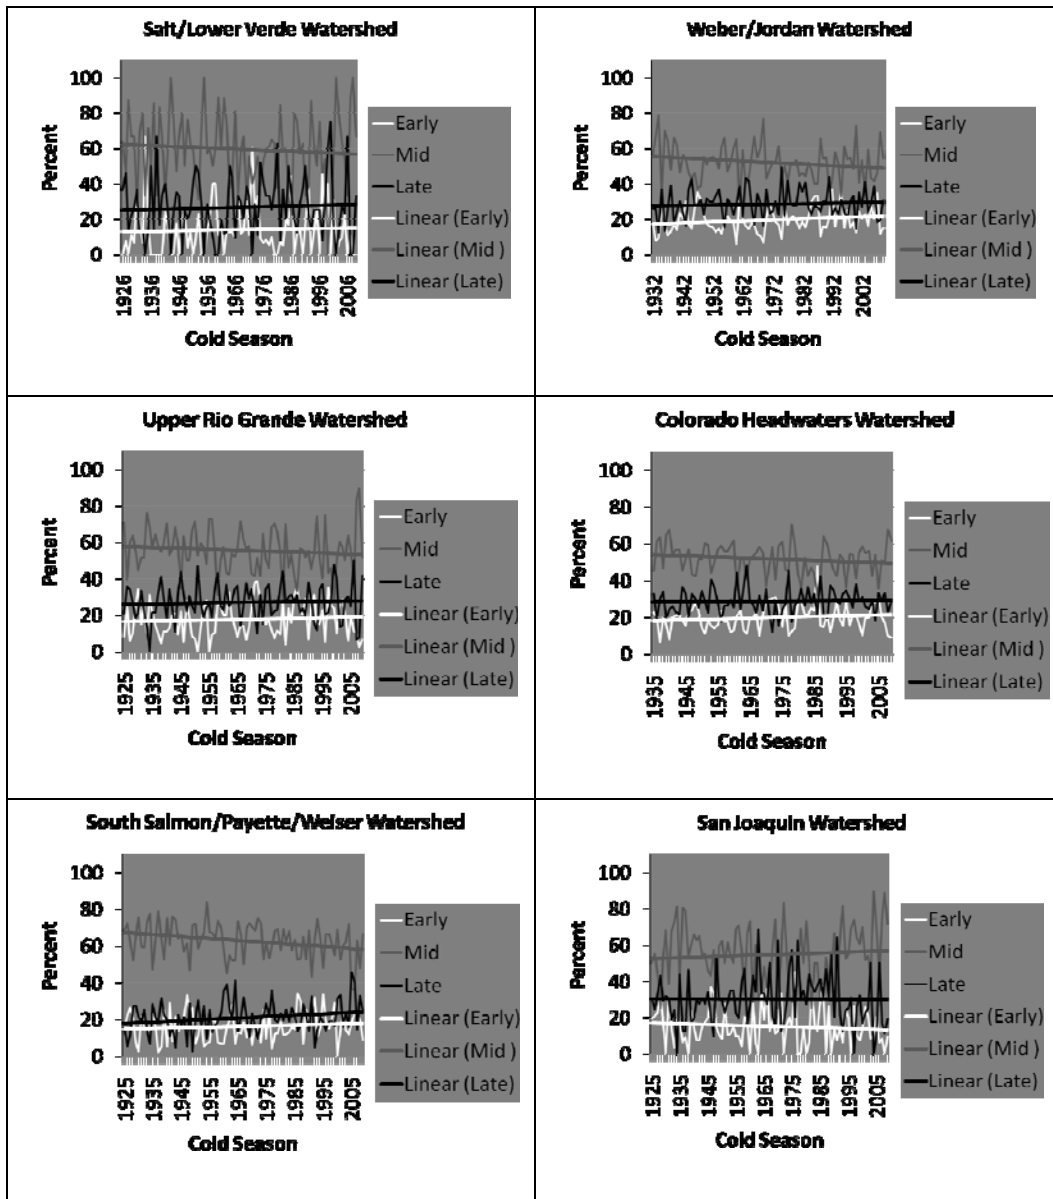 Salt/Lower Verde Watershed
Percent
100
80
60
40
20
0
1926
1936
1946
1956
1966
1976
1986
1996
2006
Cold Season
Early
Mid
Late
Linear (Early)
Linear (Mid )
Linear (Late)
Weber/Jordan Watershed
Percent
100
80
60
40
20
0
1932
1942
1952
1962
1972
1982
1992
2002
Cold Season
Early
Mid
Late
Linear (Early)
Linear (Mid )
Linear (Late)
Upper Rio Grande Watershed
Percent
100
80
60
40
20
0
1925
1935
1945
1955
1965
1975
1985
1995
2005
Cold Season
Early
Mid
Late
Linear (Early)
Linear (Mid )
Linear (Late)
Colorado Headwaters Watershed
Percent
100
80
60
40
20
0
1935
1945
1955
1965
1975
1985
1995
2005
Cold Season
Early
Mid
Late
Linear (Early)
Linear (Mid )
Linear (Late)
South Salmon/Payette/Weiser Watershed
Percent
100
80
60
40
20
0
1925
1935
1945
1955
1965
1975
1985
1995
2005
Cold Season
Early
Mid
Late
Linear (Early)
Linear (Mid )
Linear (Late)
San Joaquin Watershed
Percent
100
80
60
40
20
0
1925
1935
1945
1955
1965
1975
1985
1995
2005
Cold Season
Early
Mid
Late
Linear (Early)
Linear (Mid )
Linear (Late)